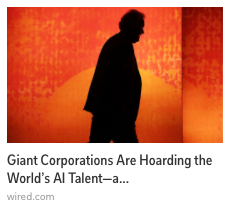 Giant Corporations Are Hoarding the
World's AI Talent—a...
wired.com